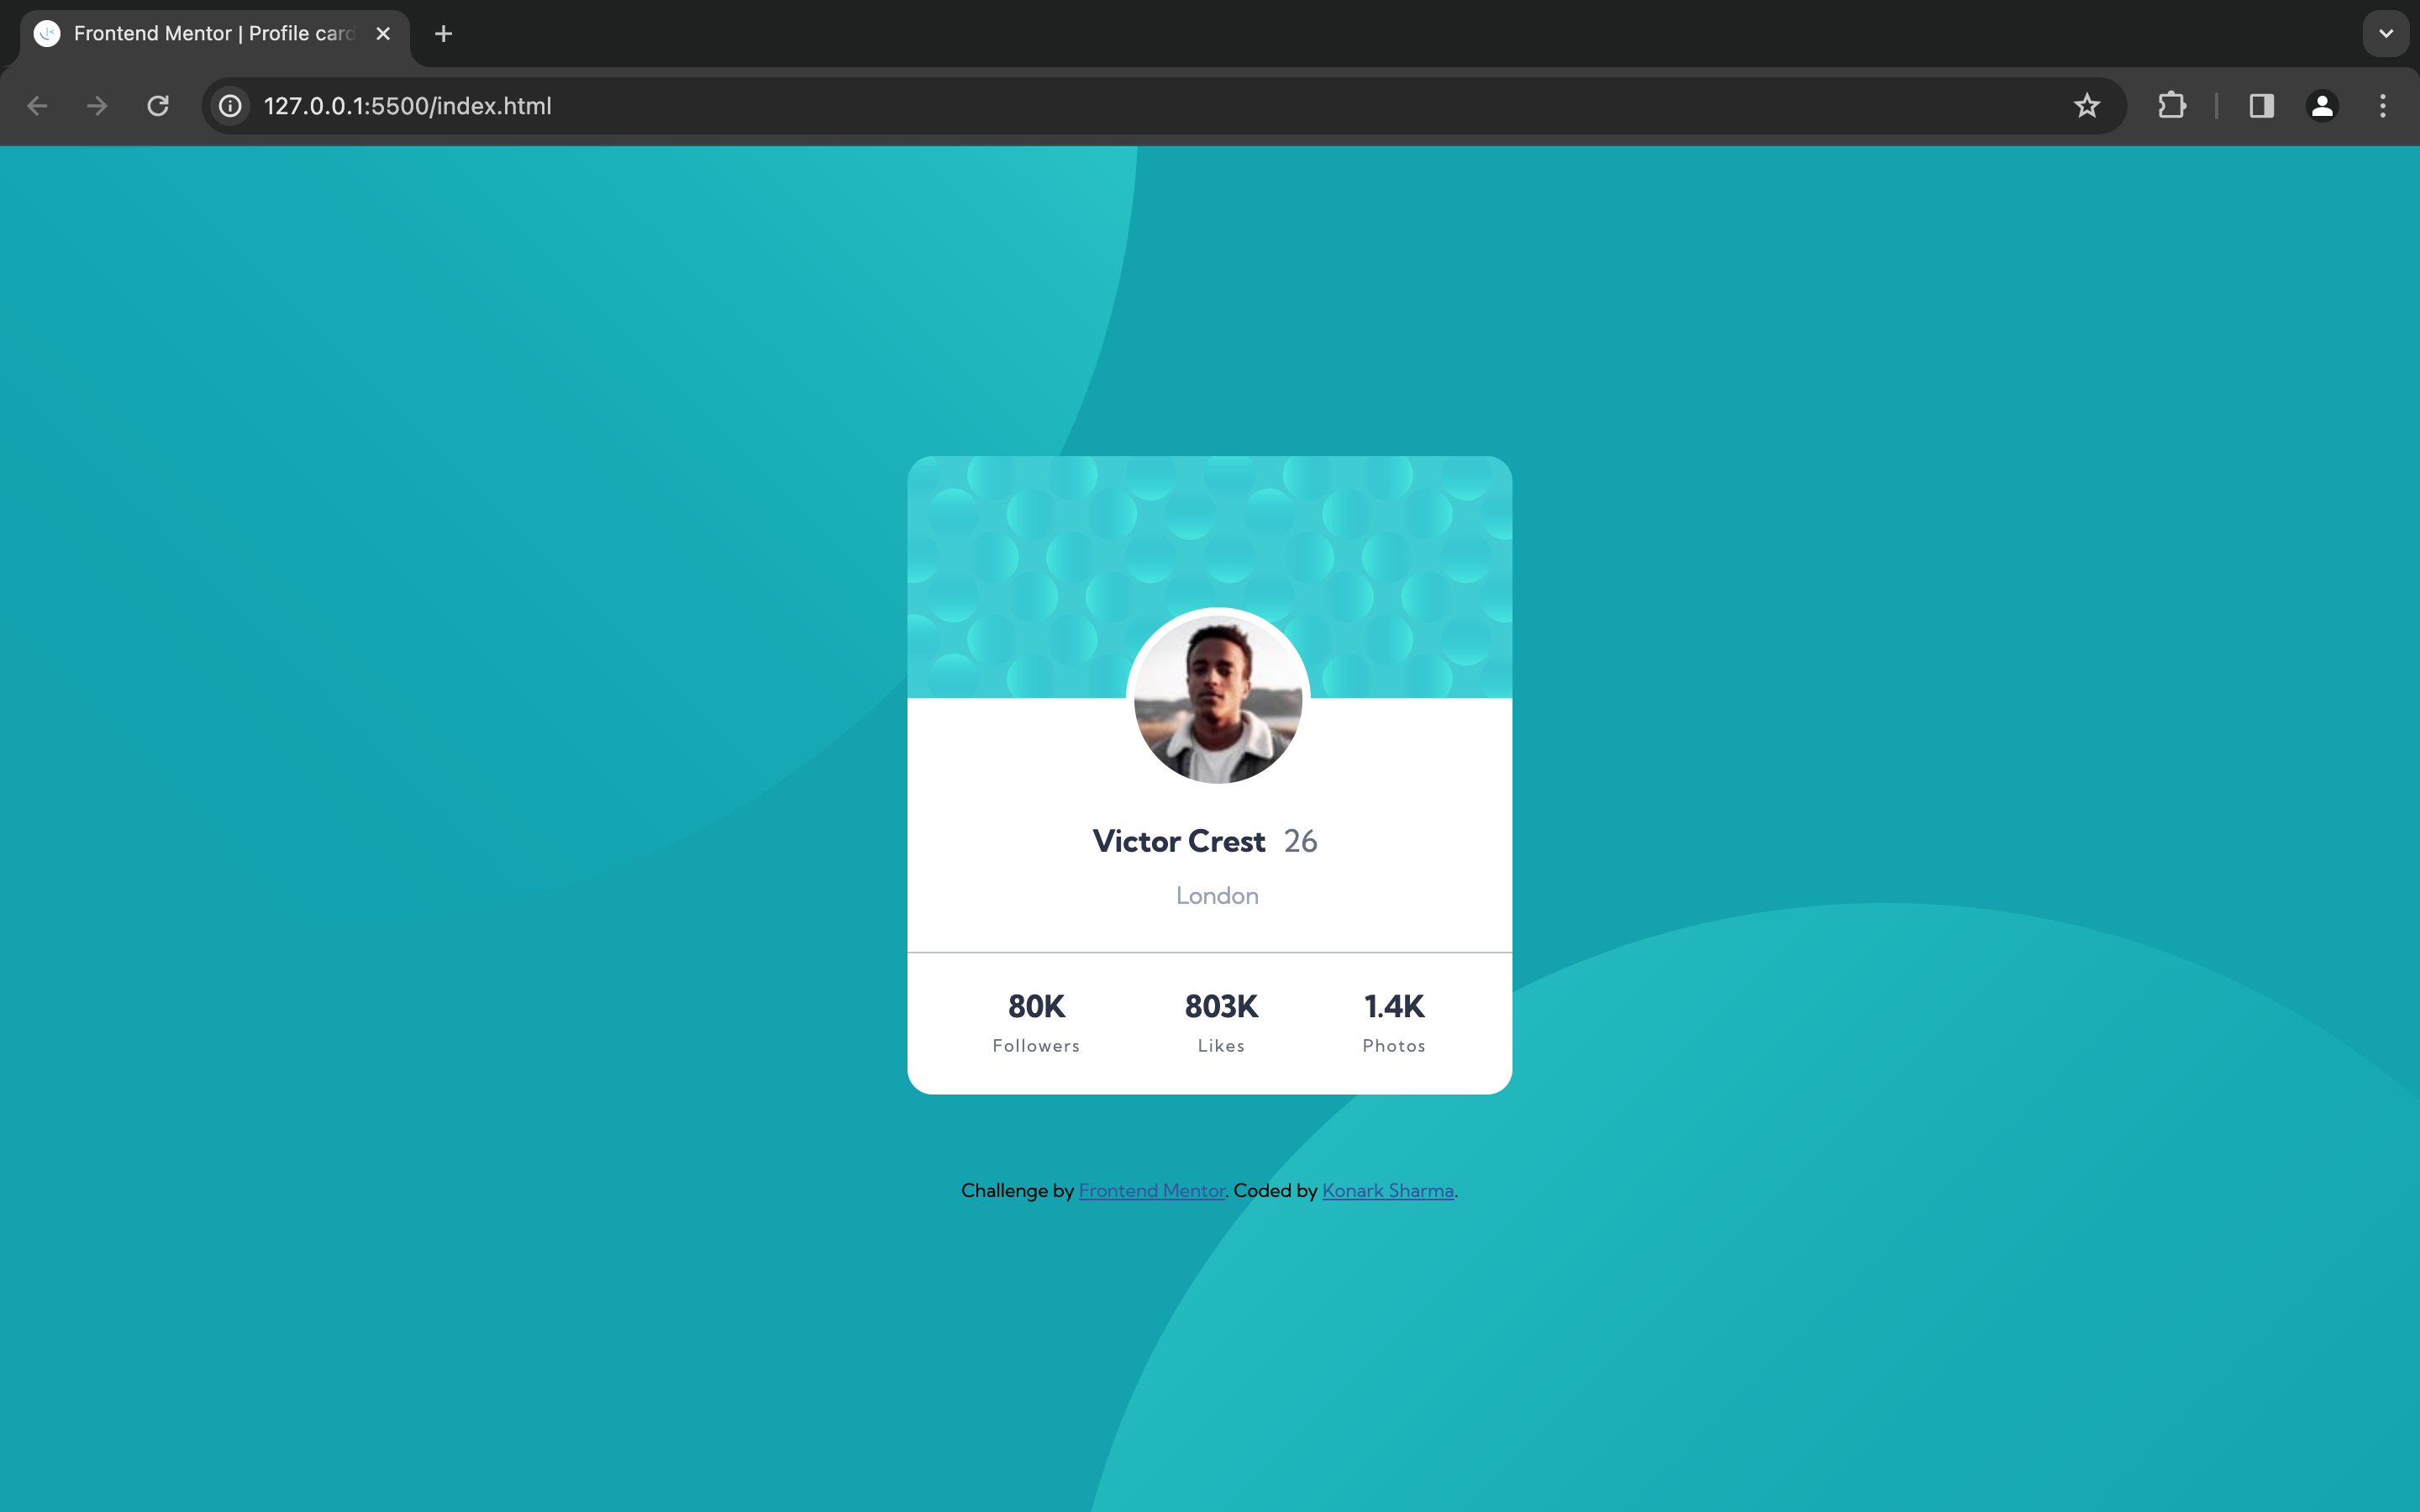 Frontend Mentor | Profile card
127.0.0.1:5500/index.html
Victor Crest 26
London
80K 803K 1.4K
Followers Likes Photos
Challenge by Frontend Mentor. Coded by Konark Sharma.